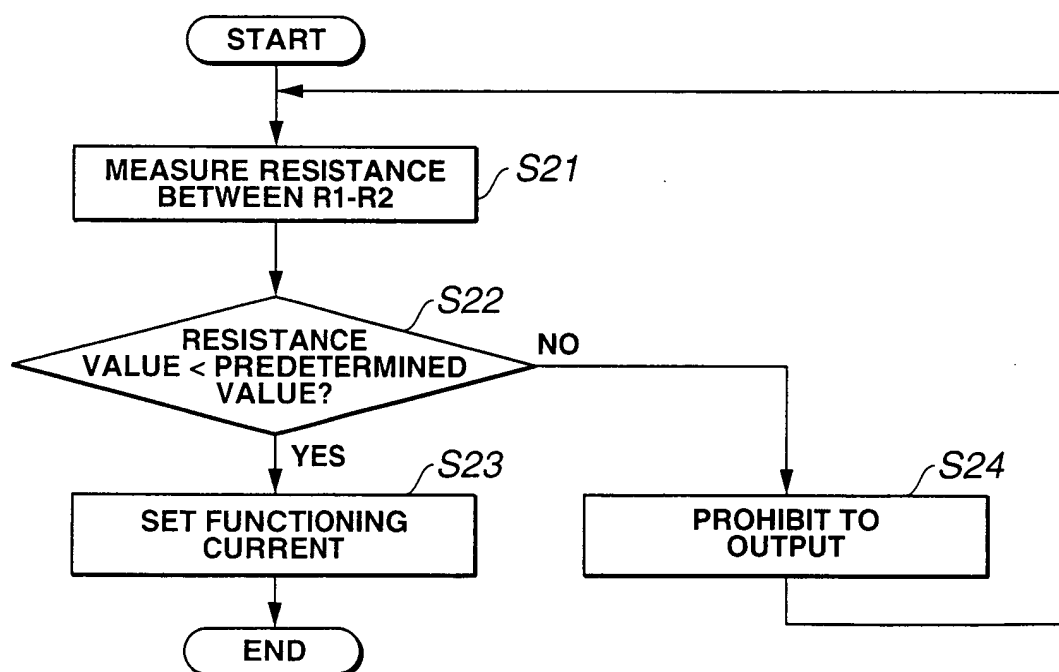 START
MEASURE RESISTANCE
BETWEEN R1-R2
S21
S22
RESISTANCE
VALUE < PREDETERMINED
VALUE?
NO
YES
S23
SET FUNCTIONING
CURRENT
S24
PROHIBIT TO
OUTPUT
END